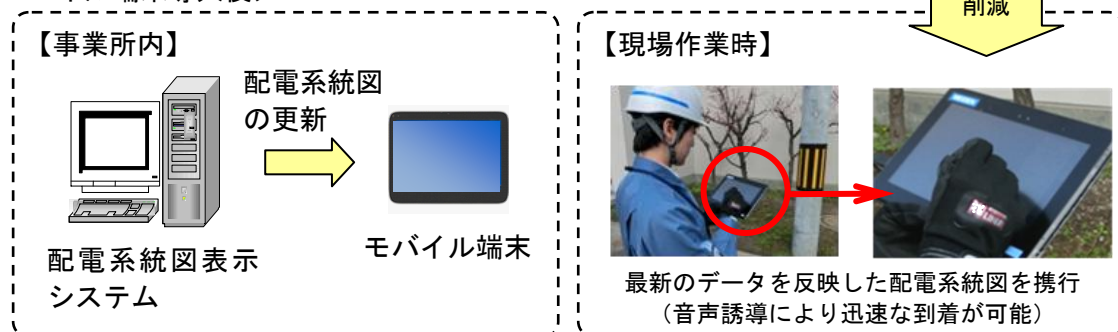 削減
【事業所内】
配電系統図
の更新
配電系統図表示
システム
モバイル端末
【現場作業時】
最新のデータを反映した配電系統図を携行
（音声誘導により迅速な到着が可能）